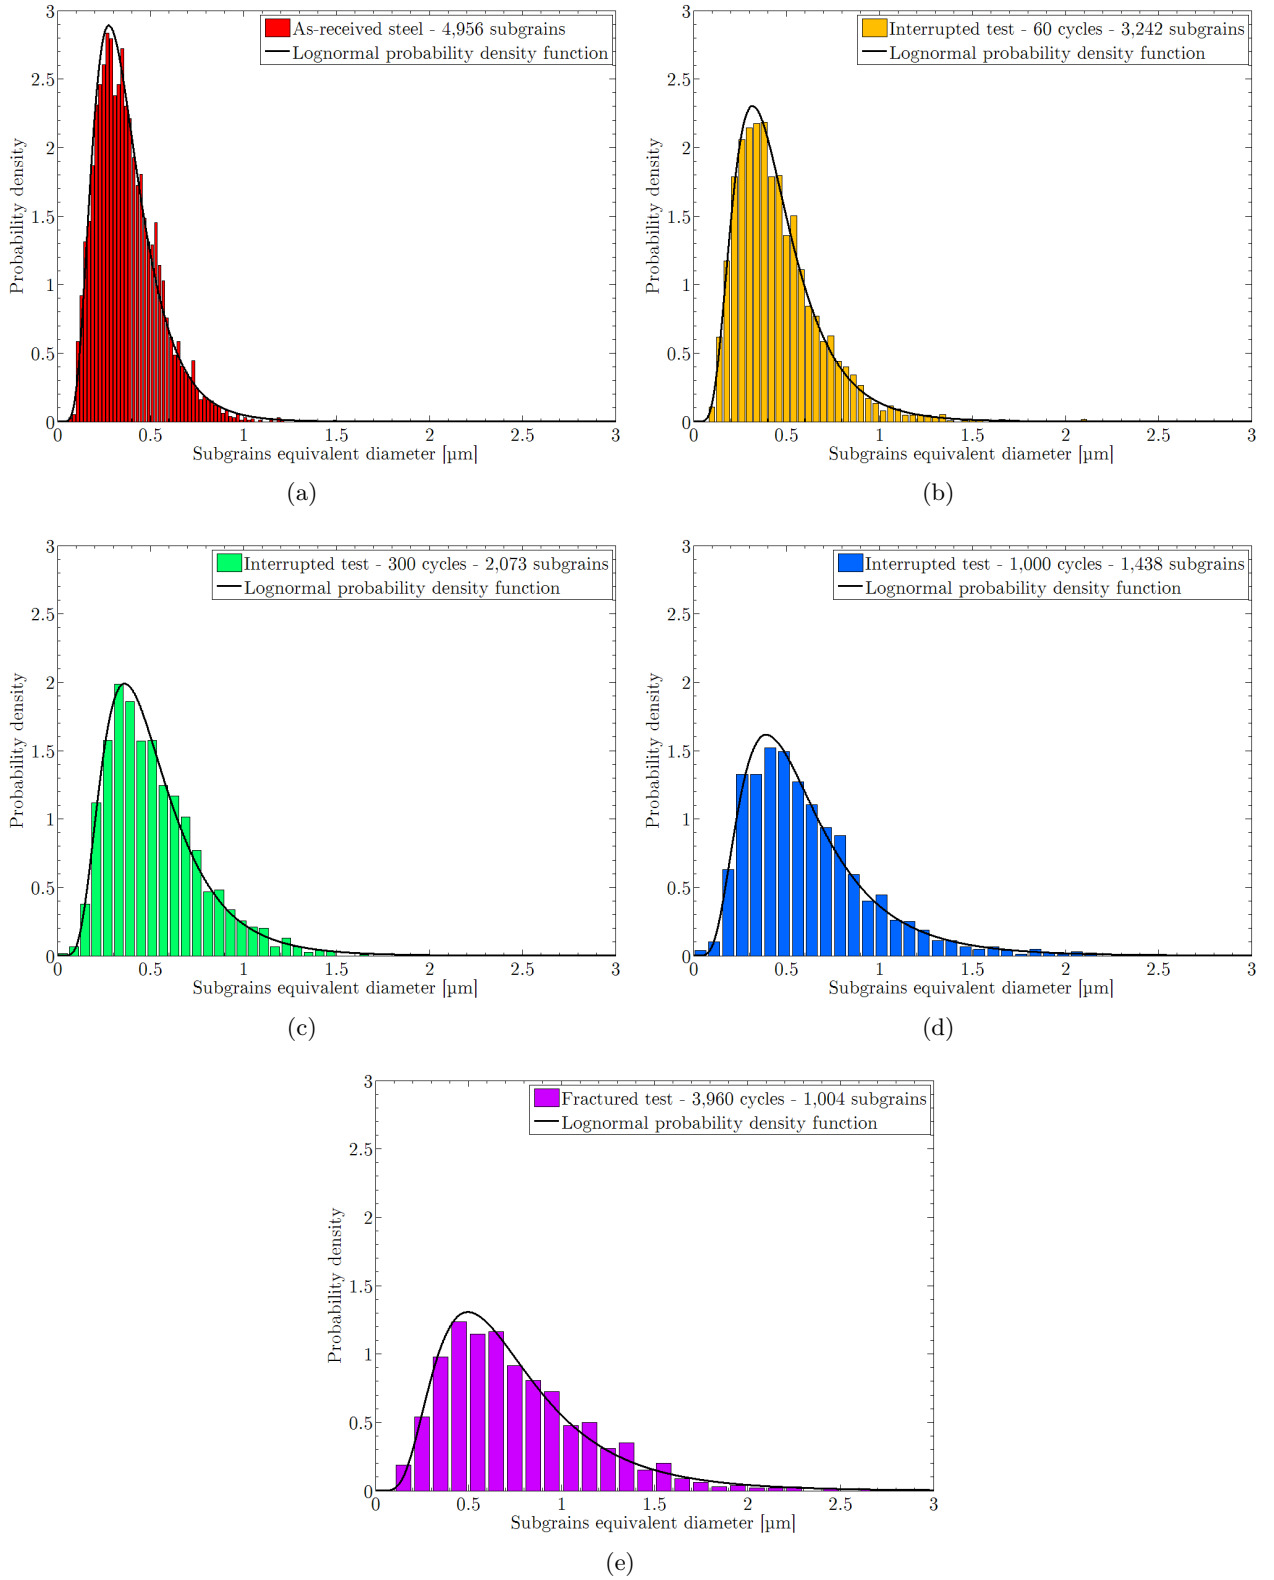 As-received steel - 4,956 subgrains
Lognormal probability density function
3
2.5
2
1.5
1
0.5
0
Probability density
0 0.5 1 1.5 2 2.5 3
Subgrains equivalent diameter [µm]
(a)
Interrupted test - 60 cycles - 3,242 subgrains
Lognormal probability density function
3
2.5
2
1.5
1
0.5
0
Probability density
0 0.5 1 1.5 2 2.5 3
Subgrains equivalent diameter [µm]
(b)
Interrupted test - 300 cycles - 2,073 subgrains
Lognormal probability density function
3
2.5
2
1.5
1
0.5
0
Probability density
0 0.5 1 1.5 2 2.5 3
Subgrains equivalent diameter [µm]
(c)
Interrupted test - 1,000 cycles - 1,438 subgrains
Lognormal probability density function
3
2.5
2
1.5
1
0.5
0
Probability density
0 0.5 1 1.5 2 2.5 3
Subgrains equivalent diameter [µm]
(d)
Fractured test - 3,960 cycles - 1,004 subgrains
Lognormal probability density function
3
2.5
2
1.5
1
0.5
0
Probability density
0 0.5 1 1.5 2 2.5 3
Subgrains equivalent diameter [µm]
(e)